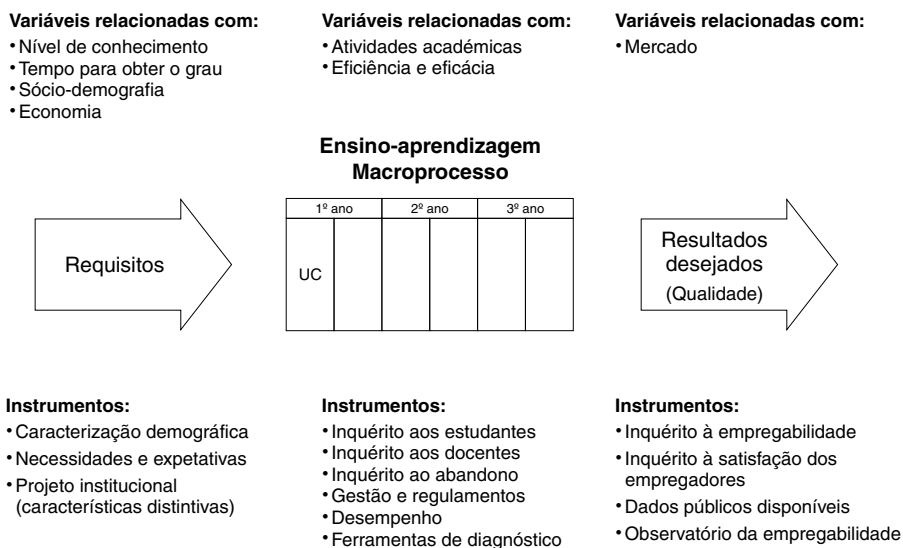 Variáveis relacionadas com:
•Nível de conhecimento
•Tempo para obter o grau
•Sócio-demografia
•Economia
Variáveis relacionadas com:
•Atividades académicas
•Eficiência e eficácia
Variáveis relacionadas com:
•Mercado
Ensino-aprendizagem
Macroprocesso
Requisitos
1º ano 2º ano 3º ano
UC
Resultados
desejados
(Qualidade)
Instrumentos:
•Caracterização demográfica
•Necessidades e expetativas
•Projeto institucional
(características distintivas)
Instrumentos:
•Inquérito aos estudantes
•Inquérito aos docentes
•Inquérito ao abandono
•Gestão e regulamentos
•Desempenho
•Ferramentas de diagnóstico
Instrumentos:
•Inquérito à empregabilidade
•Inquérito à satisfação dos
empregadores
•Dados públicos disponíveis
•Observatório da empregabilidade